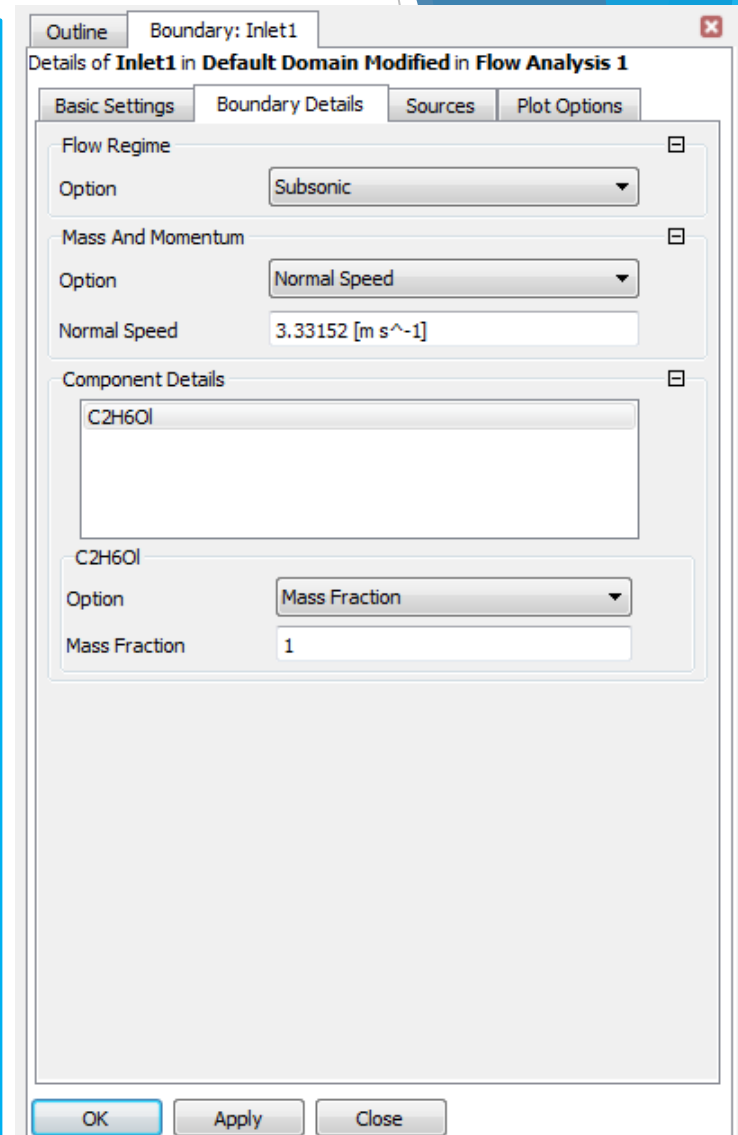 Outline
Boundary: Inlet1
Details of Inlet1 in Default Domain Modified in Flow Analysis 1
Basic Settings
Boundary Details
Sources
Plot Options
Flow Regime
Option
Subsonic
Mass And Momentum
Option
Normal Speed
Normal Speed
3.33152 [m s^-1]
Component Details
C2H6Ol
C2H6Ol
Option
Mass Fraction
Mass Fraction
1
OK
Apply
Close